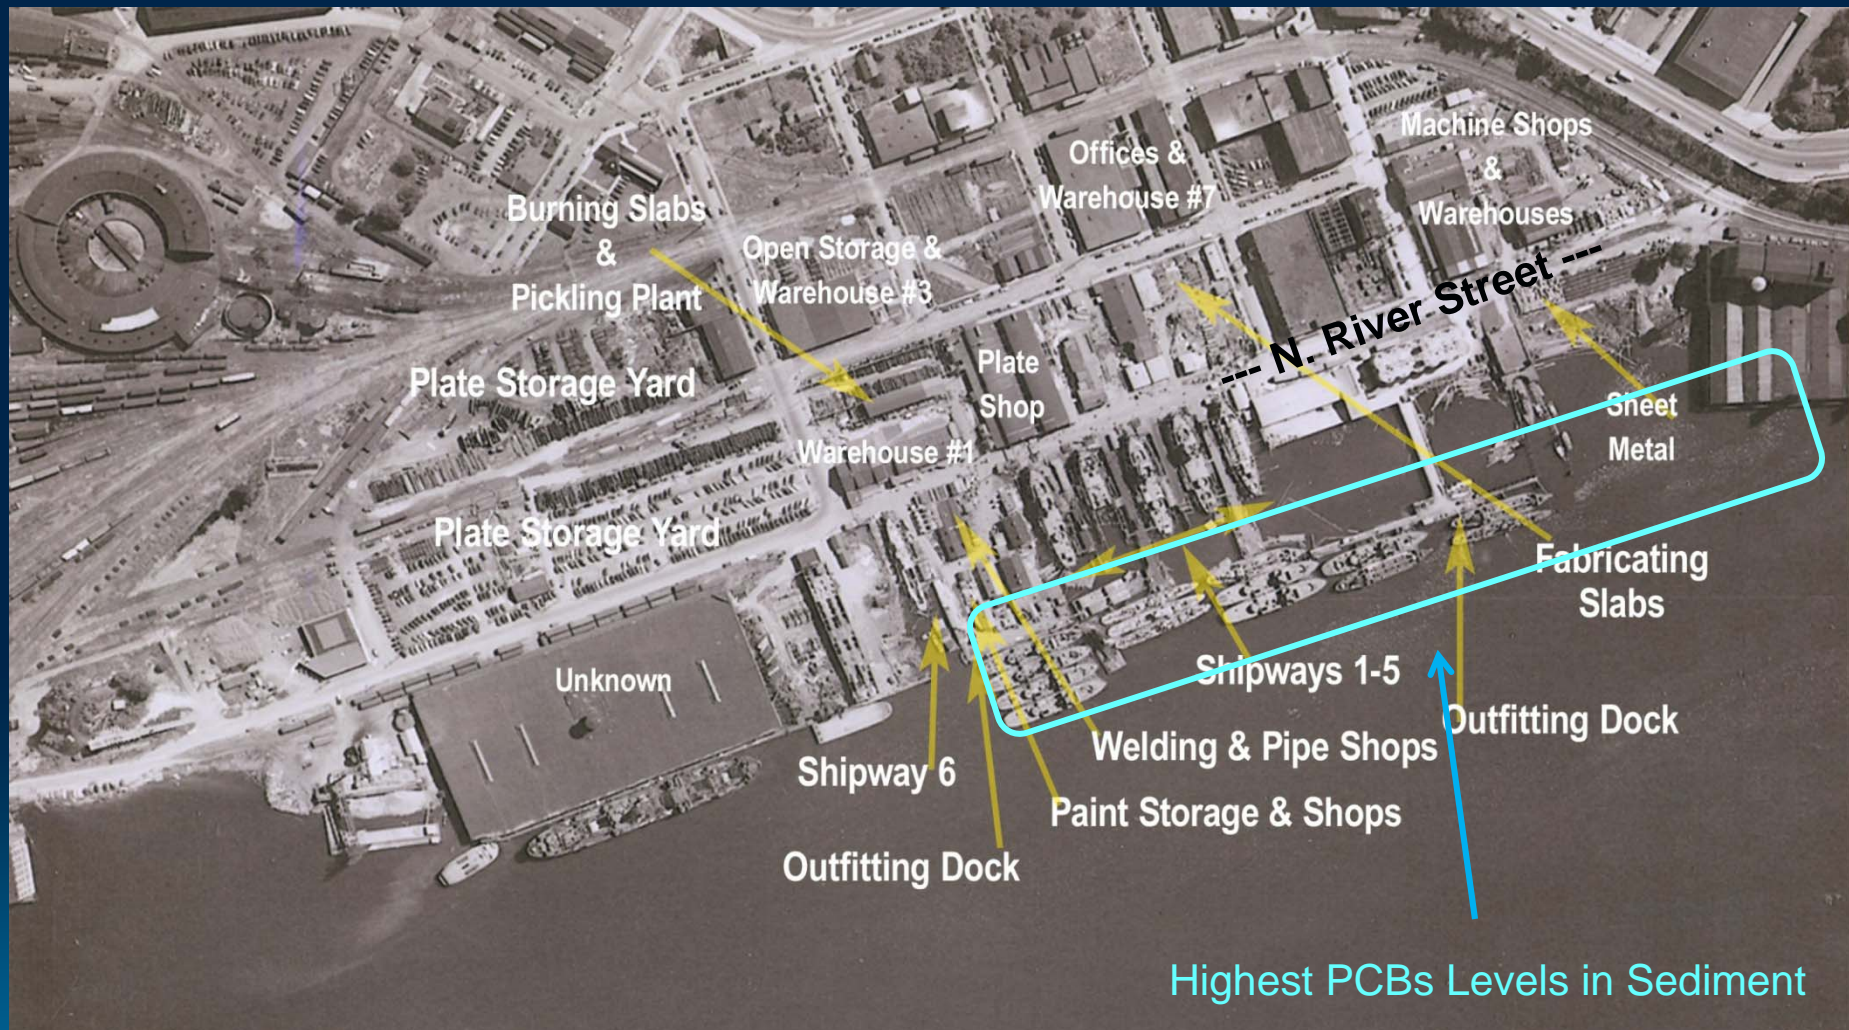 Machine Shops
&
Warehouses
Offices &
Warehouse #7
Burning Slabs
&
Pickling Plant
Open Storage &
Warehouse #3
--- N. River Street ---
Plate Storage Yard
Plate
Shop
Sheet
Metal
Warehouse #1
Plate Storage Yard
Fabricating
Slabs
Unknown
Shipways 1-5
Outfitting Dock
Welding & Pipe Shops
Shipway 6
Paint Storage & Shops
Outfitting Dock
Highest PCBs Levels in Sediment